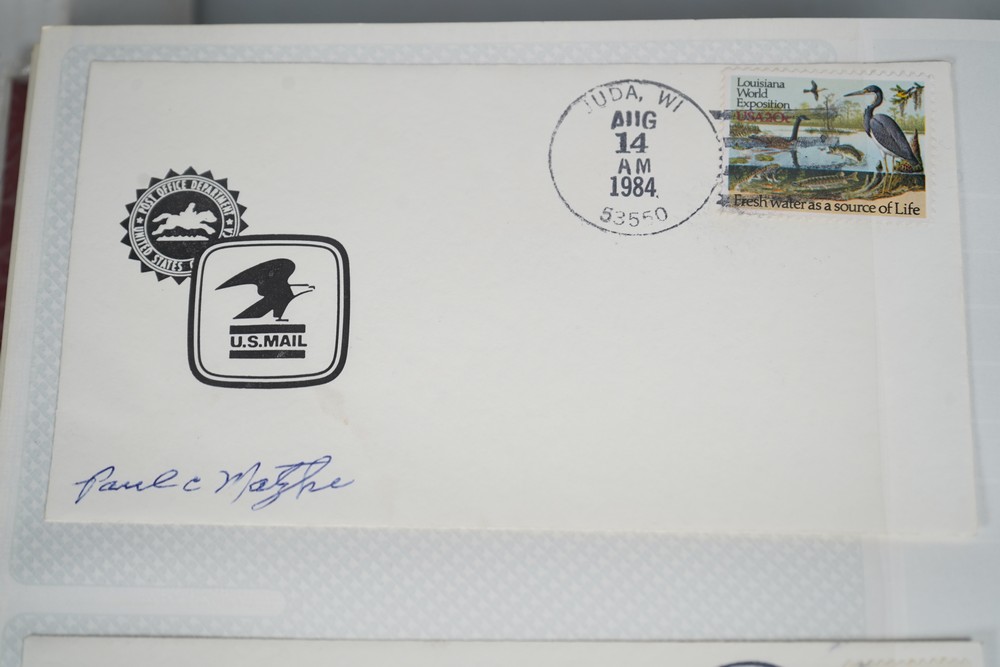 JUDA, WI
AUG
14
AM
1984
53550
Louisiana
World
Exposition
USA 20c
Fresh water as a source of Life
POST OFFICE DEPARTMENT
UNITED STATES
U.S.MAIL
Paul C